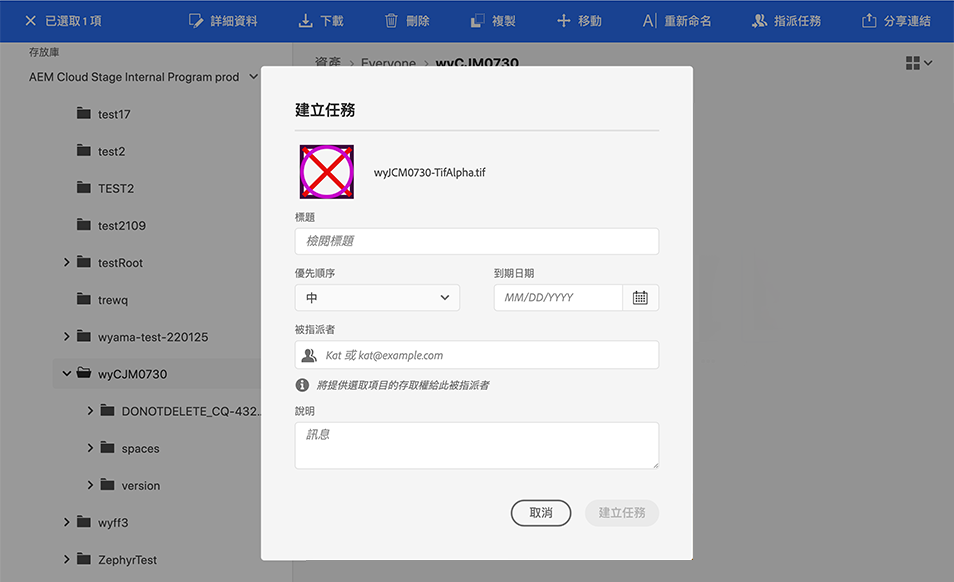 已選取 1 項
詳細資料
下載
刪除
複製
移動
重新命名
指派任務
分享連結
存放庫
AEM Cloud Stage Internal Program prod
資產 > Everyone > wyCJM0730
test17
test2
TEST2
test2109
testRoot
trewq
wyama-test-220125
wyCJM0730
DONOTDELETE_CQ-432...
spaces
version
wyff3
ZephyrTest
建立任務
wyJCM0730-TifAlpha.tif
標題
檢閱標題
優先順序
到期日期
中
MM/DD/YYYY
被指派者
Kat 或 kat@example.com
將提供選取項目的存取權給此被指派者
說明
訊息
取消
建立任務